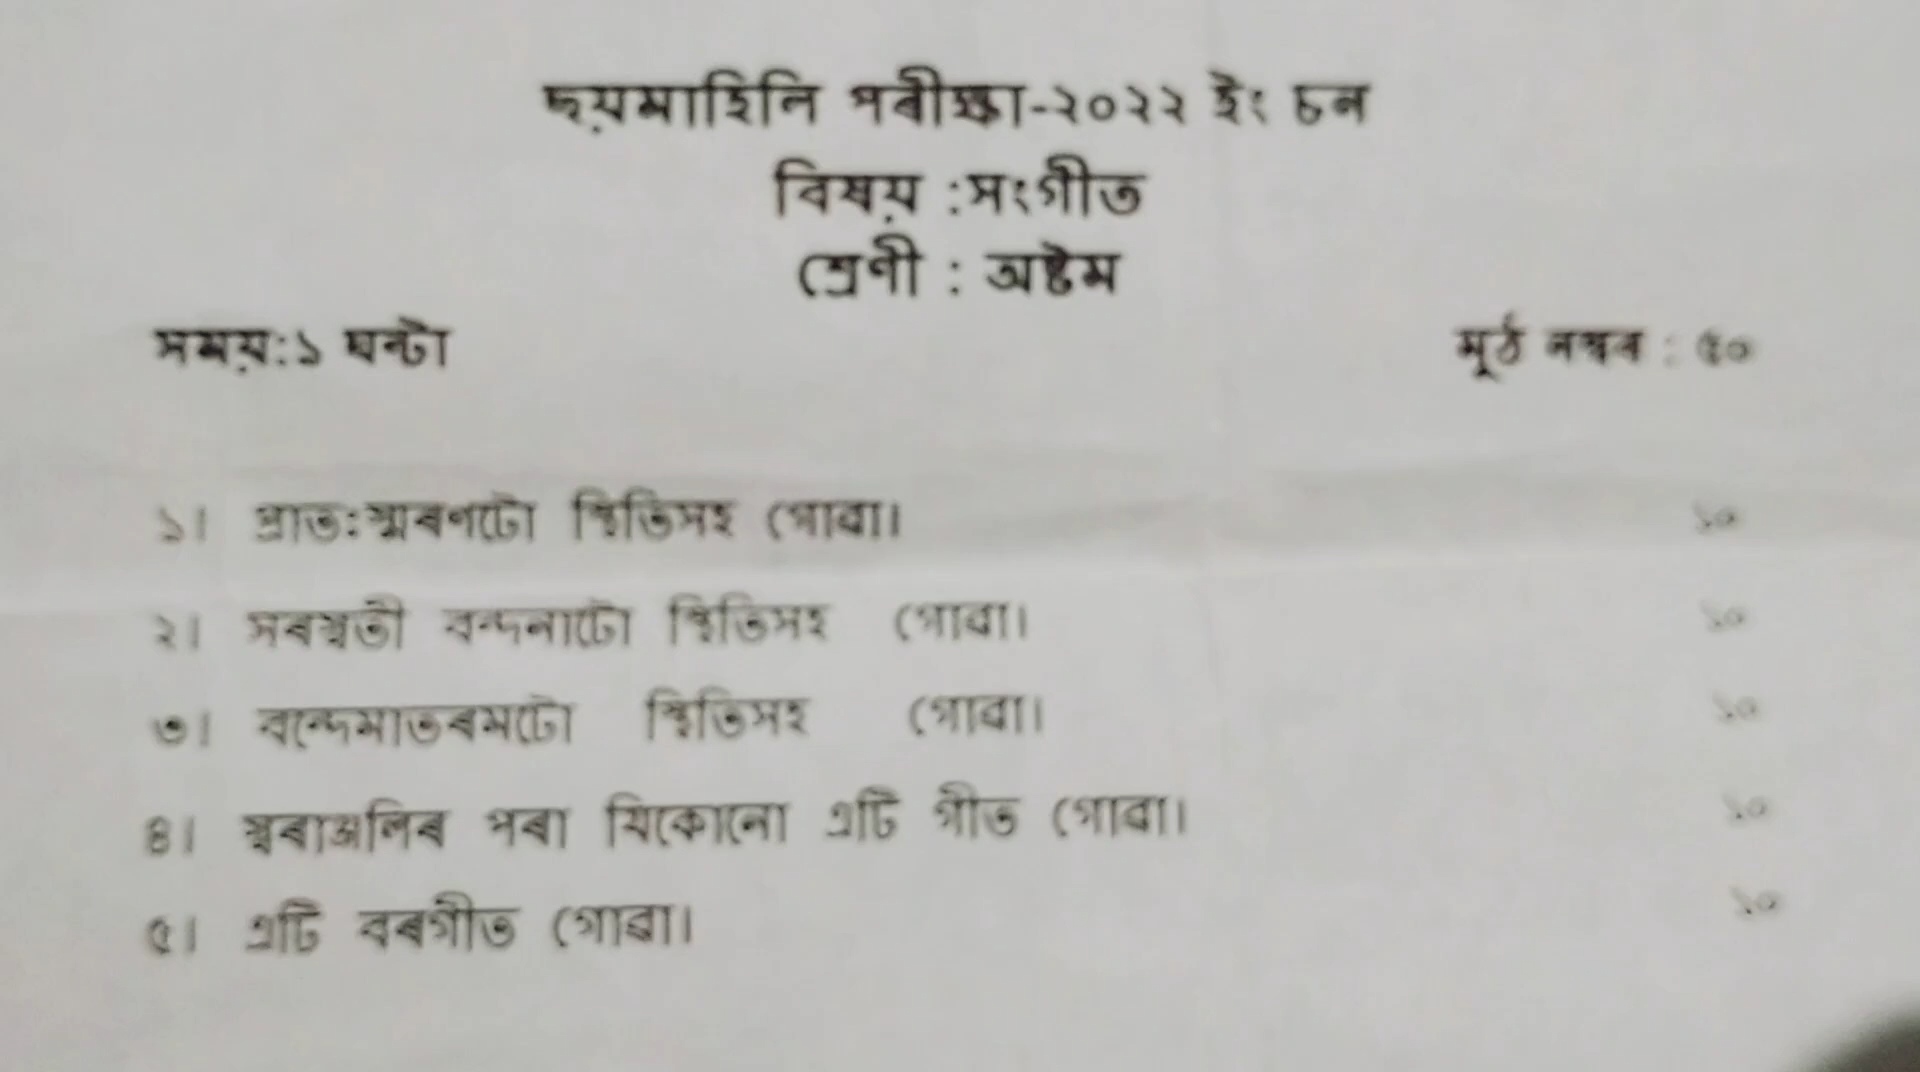 ছয়মাহিনি পৰীক্ষা-২০২২ ইং চন
বিষয় :সংগীত
শ্ৰেণী : অষ্টম
সময়:১ ঘন্টা মূৰ্ঠ নম্বৰ : ৫০
১। প্ৰাতঃস্মৰণটো স্থিতিসহ গোৱা। ১০
২। সৰস্বতী বন্দনাটো স্থিতিসহ গোৱা। ১০
৩। বন্দেমাতৰমটো স্থিতিসহ গোৱা। ১০
৪। স্বৰাঞ্জলিৰ পৰা যিকোনো এটি গীত গোৱা। ১০
৫। এটি বৰগীত গোৱা। ১০